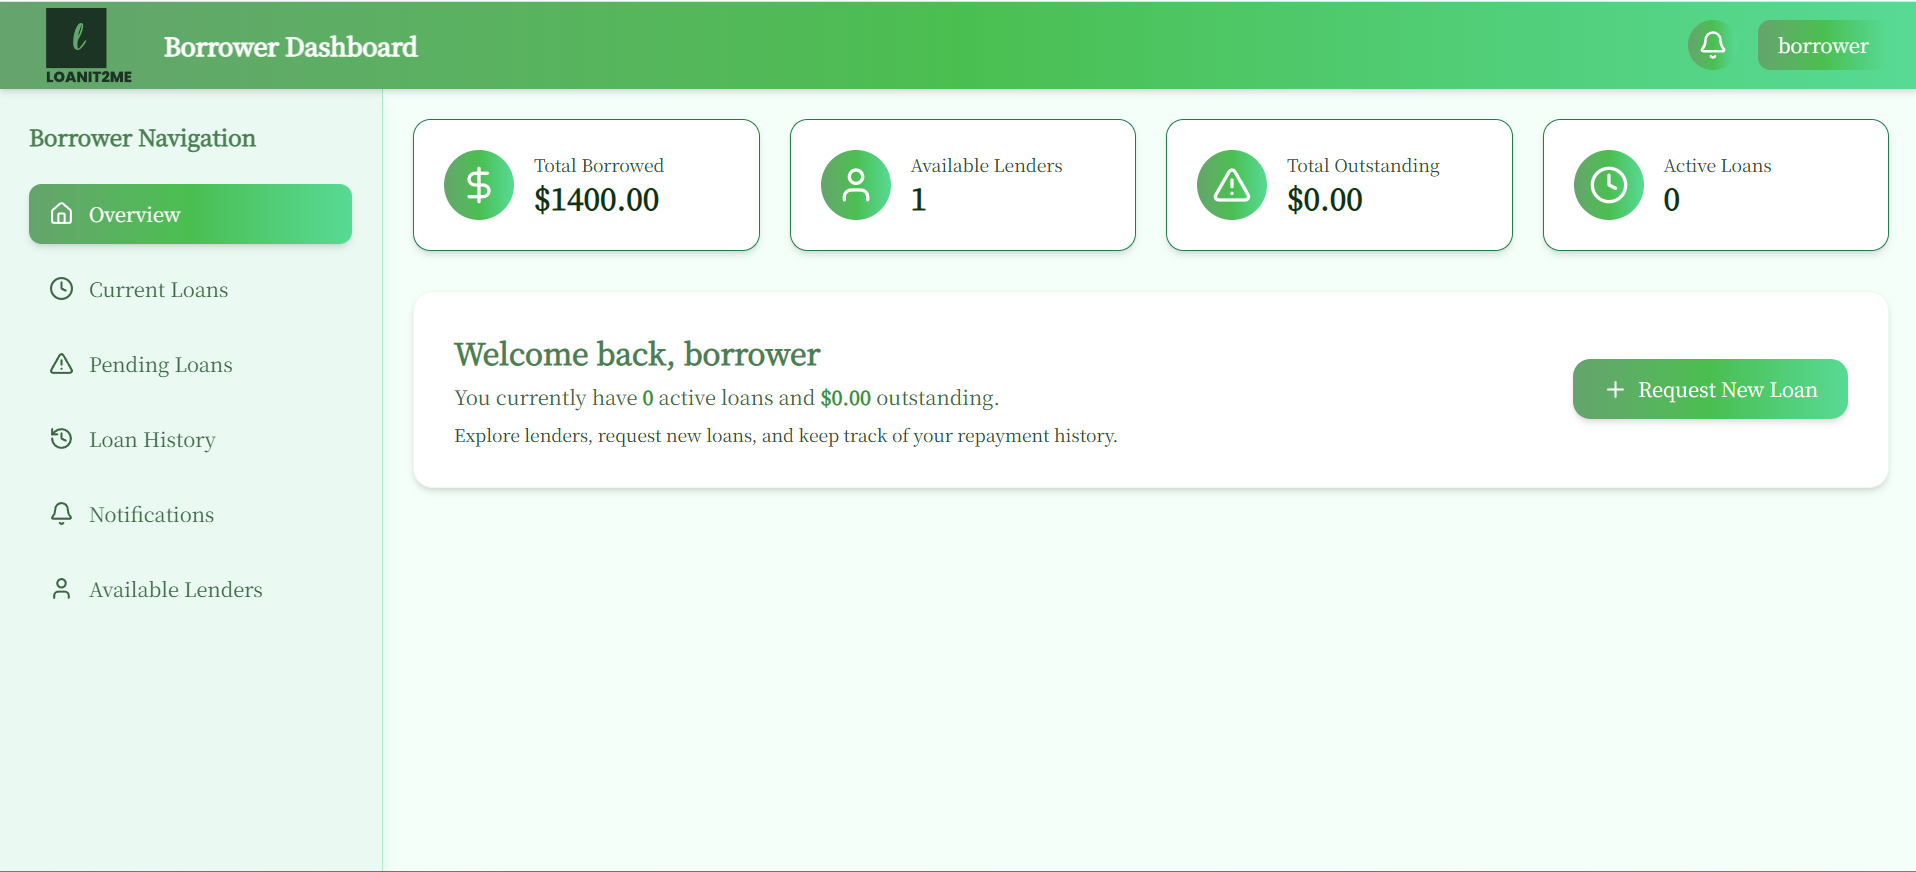 l
LOANIT2ME
Borrower Dashboard
borrower
Borrower Navigation
Overview
Current Loans
Pending Loans
Loan History
Notifications
Available Lenders
Total Borrowed
$1400.00
Available Lenders
1
Total Outstanding
$0.00
Active Loans
0
Welcome back, borrower
You currently have 0 active loans and $0.00 outstanding.
Explore lenders, request new loans, and keep track of your repayment history.
Request New Loan